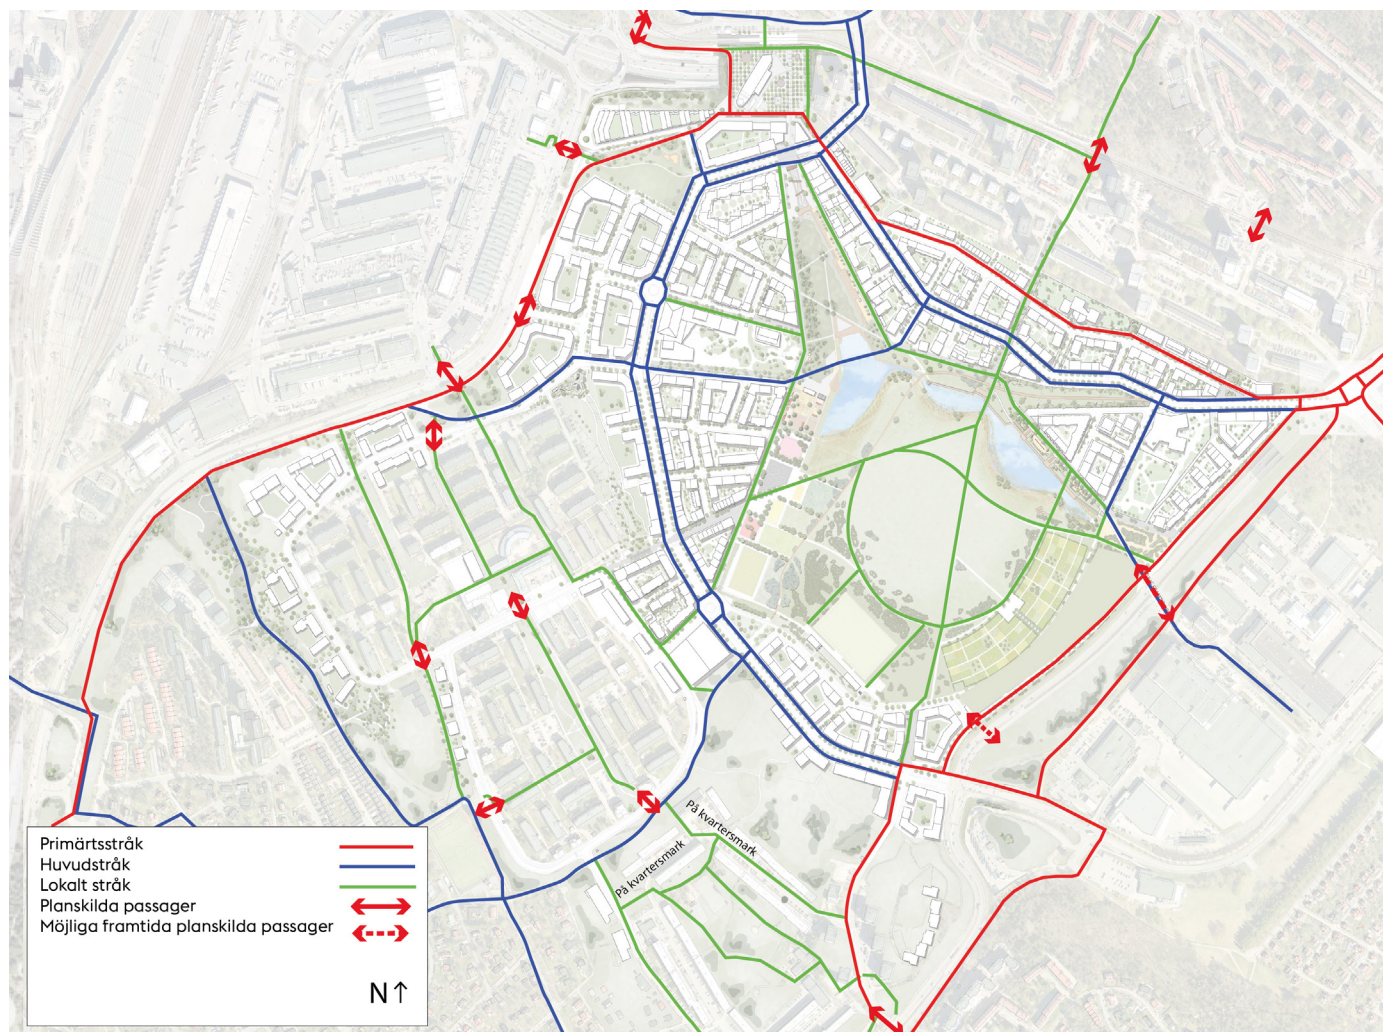 På kvartersmark
På kvartersmark
Primärtsstråk
Huvudstråk
Lokalt stråk
Planskilda passager
Möjliga framtida planskilda passager
N↑